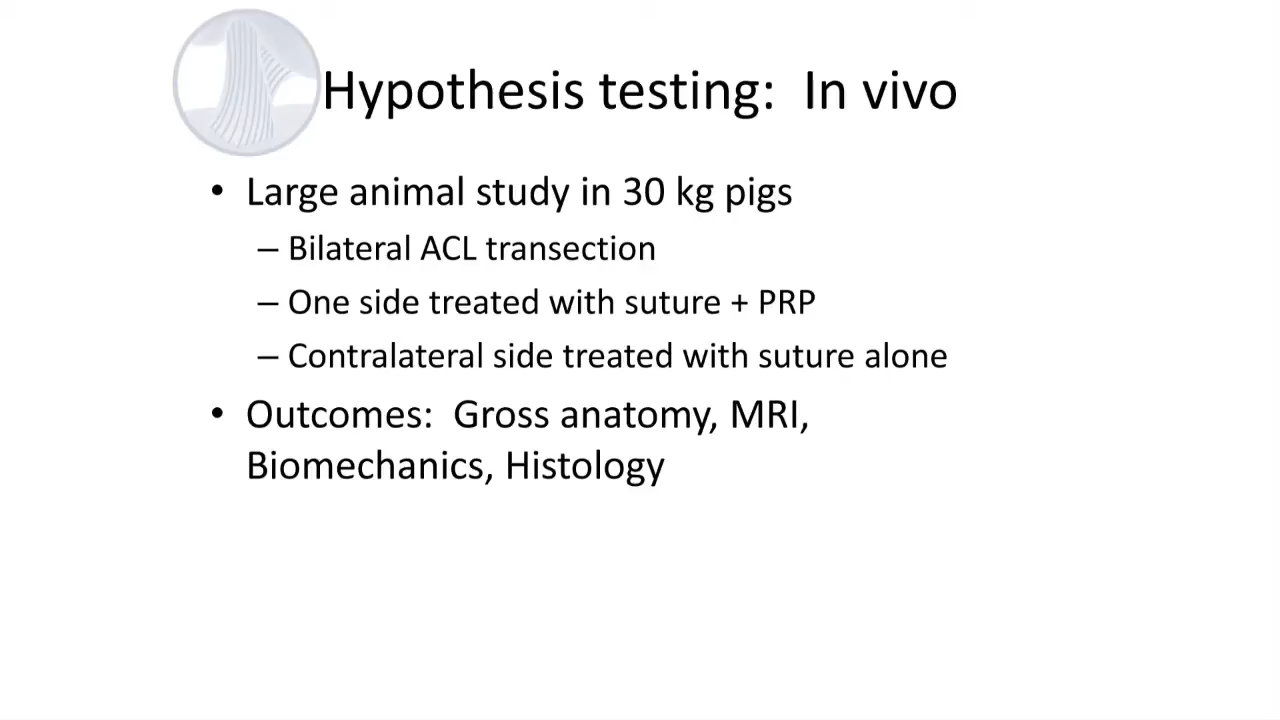 Hypothesis testing:  In vivo
• Large animal study in 30 kg pigs
– Bilateral ACL transection
– One side treated with suture + PRP
– Contralateral side treated with suture alone
• Outcomes:  Gross anatomy, MRI,
Biomechanics, Histology